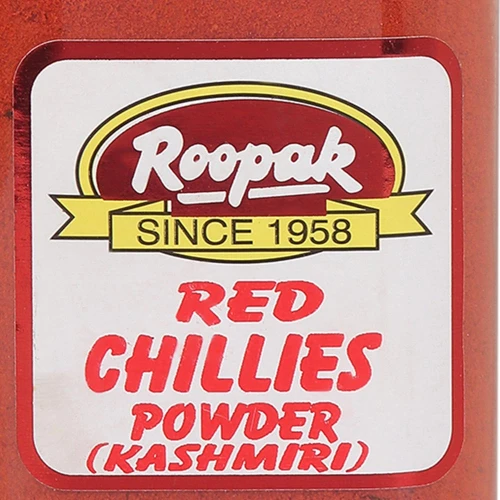 Roopak
SINCE 1958
RED
CHILLIES
POWDER
(KASHMIRI)